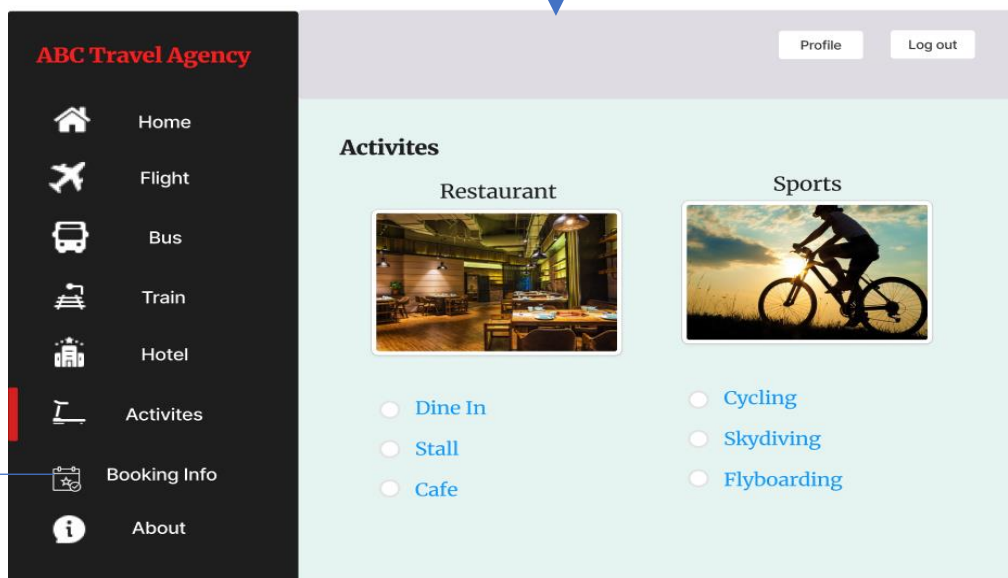 ABC Travel Agency
Home
Flight
Bus
Train
Hotel
Activites
Booking Info
About
Profile
Log out
Activites
Restaurant
Dine In
Stall
Cafe
Sports
Cycling
Skydiving
Flyboarding